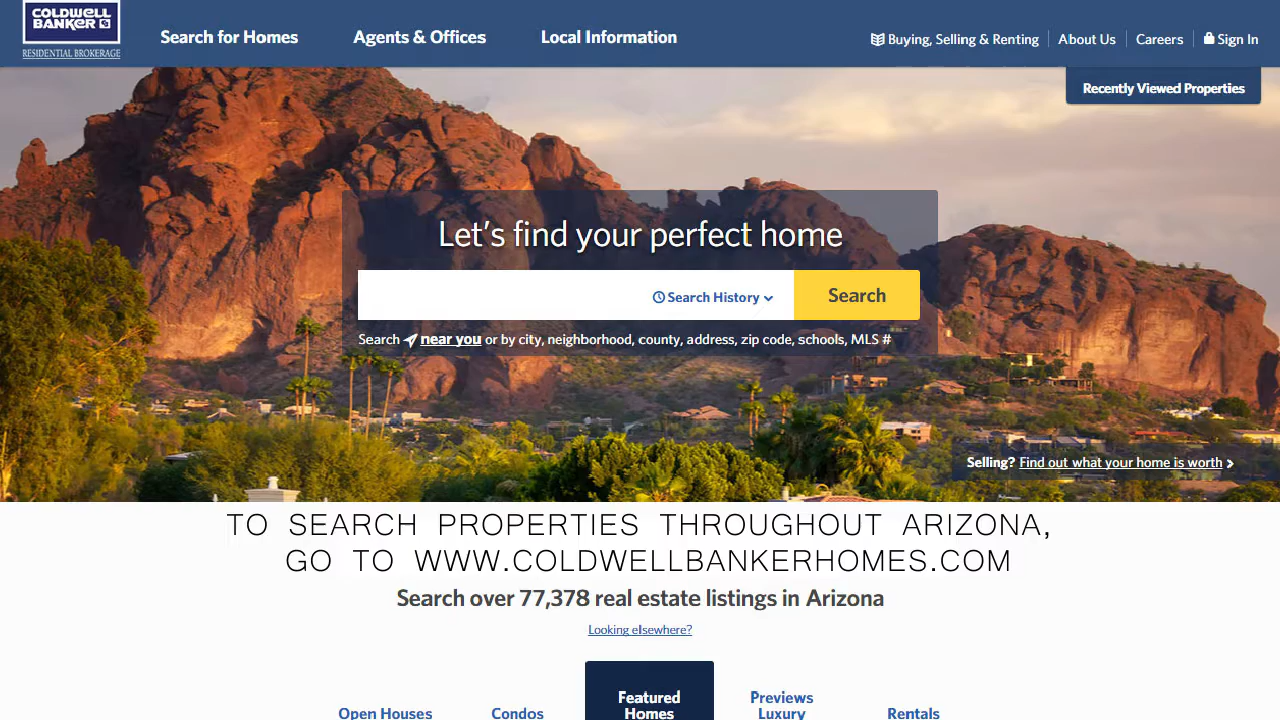 COLDWELL
BANKER
RESIDENTIAL BROKERAGE
Search for Homes
Agents & Offices
Local Information
Buying, Selling & Renting
About Us
Careers
Sign In
Recently Viewed Properties
Let's find your perfect home
Search History
Search
Search near you or by city, neighborhood, county, address, zip code, schools, MLS #
Selling? Find out what your home is worth
TO SEARCH PROPERTIES THROUGHOUT ARIZONA,
GO TO WWW.COLDWELLBANKERHOMES.COM
Search over 77,378 real estate listings in Arizona
Looking elsewhere?
Open Houses
Condos
Featured
Homes
Previews
Luxury
Rentals